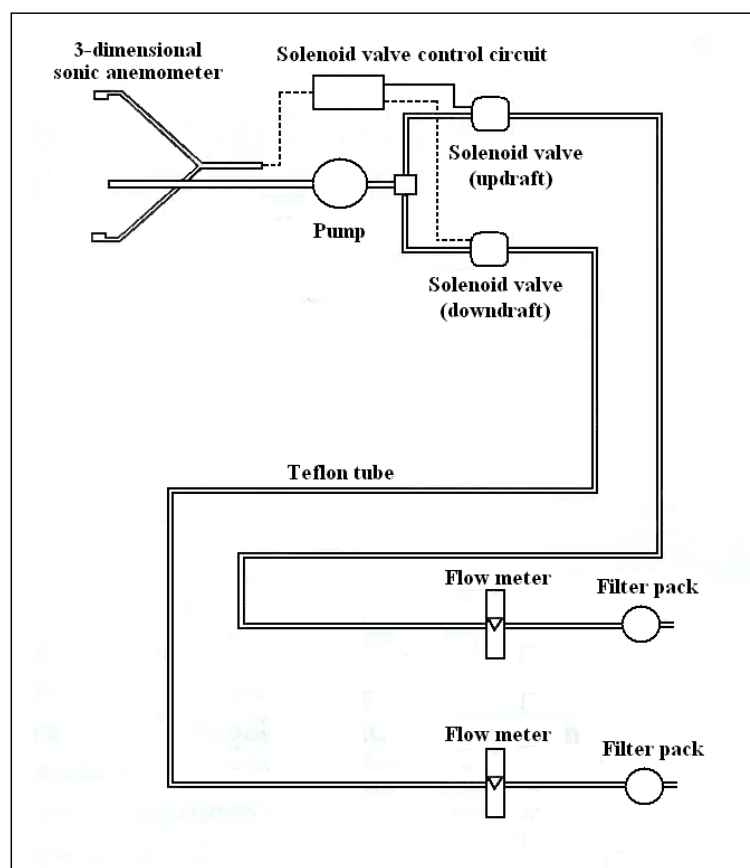 3-dimensional
sonic anemometer
Solenoid valve control circuit
Solenoid valve
(updraft)
Pump
Solenoid valve
(downdraft)
Teflon tube
Flow meter
Filter pack
Flow meter
Filter pack